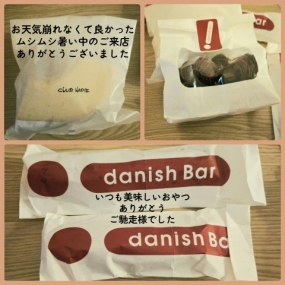 お天気崩れなくて良かった
ムシムシ暑い中のご来店
ありがとうございました
!
danish Bar
いつも美味しいおやつ
ありがとう
ご馳走様でした
danish Ba